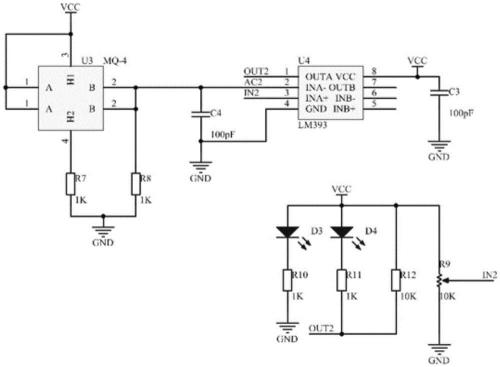 VCC
U3 MQ-4
3
H1
1 A B 2
1 A B 2
H2
4
R7
1K
R8
1K
GND
C4
100pF
GND
U4
OUT2 1 OUTA VCC 8
AC2 2 INA- OUTB 7
IN2 3 INA+ INB- 6
4 GND INB+ 5
LM393
VCC
C3
100pF
GND
VCC
D3
D4
R10
1K
R11
1K
R12
10K
R9
10K
IN2
GND
OUT2
GND